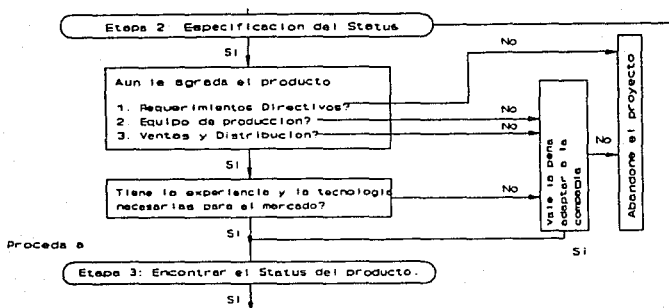 Etapa 2: Especificacion del Status
Si
No
Aun le agrada el producto
1. Requerimientos Directivos?
2. Equipo de produccion?
3. Ventas y Distribucion?
No
No
Si
Tiene la experiencia y la tecnologia
necesarias para el mercado?
No
Vale la pena
adaptar a la
compañia
No
Abandone el proyecto
Si
Si
Proceda a
Etapa 3: Encontrar el Status del producto.
Si